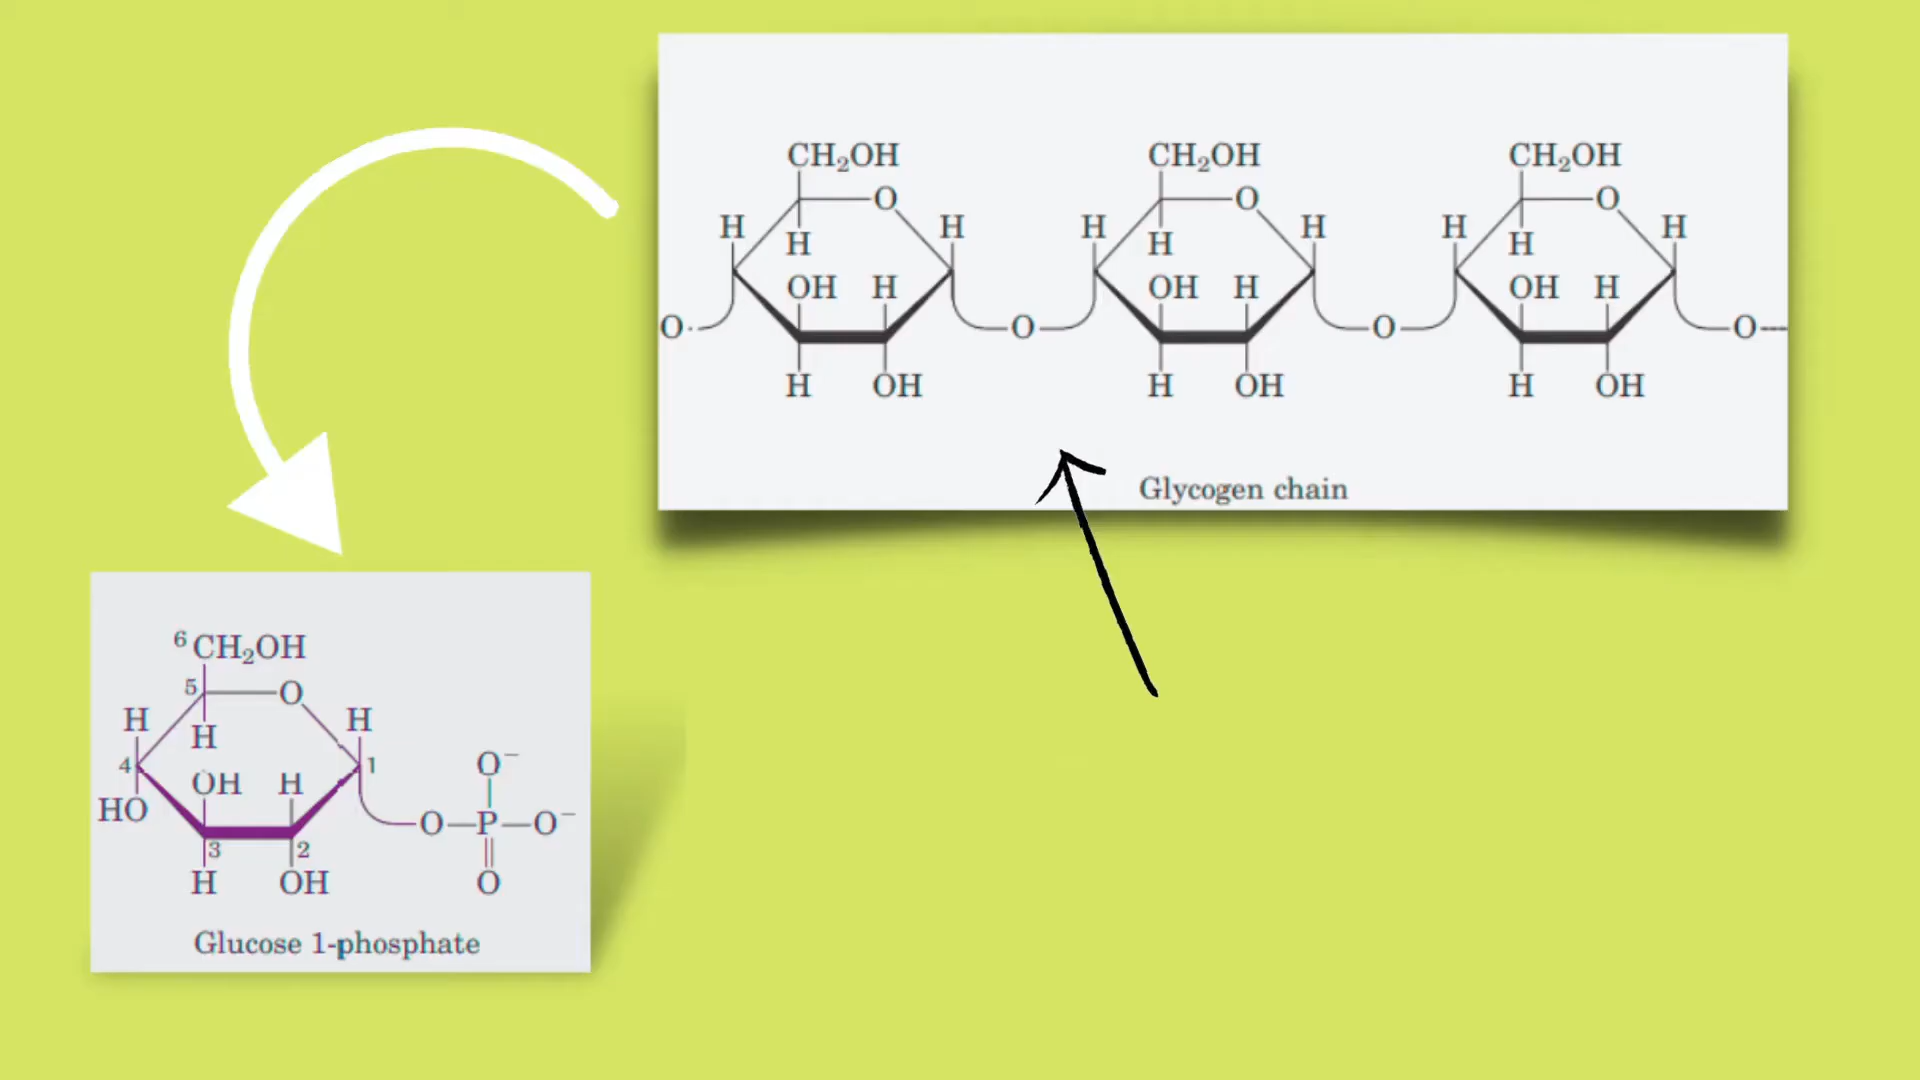 CH₂OH CH₂OH CH₂OH
O O O
H H H H H H
H H H
OH H OH H OH H
O O O O
H OH H OH H OH
Glycogen chain
6 CH₂OH
5 O
H H
H
4 1
O⁻
OH H
HO
O P O⁻
3 2
H OH O
Glucose 1-phosphate